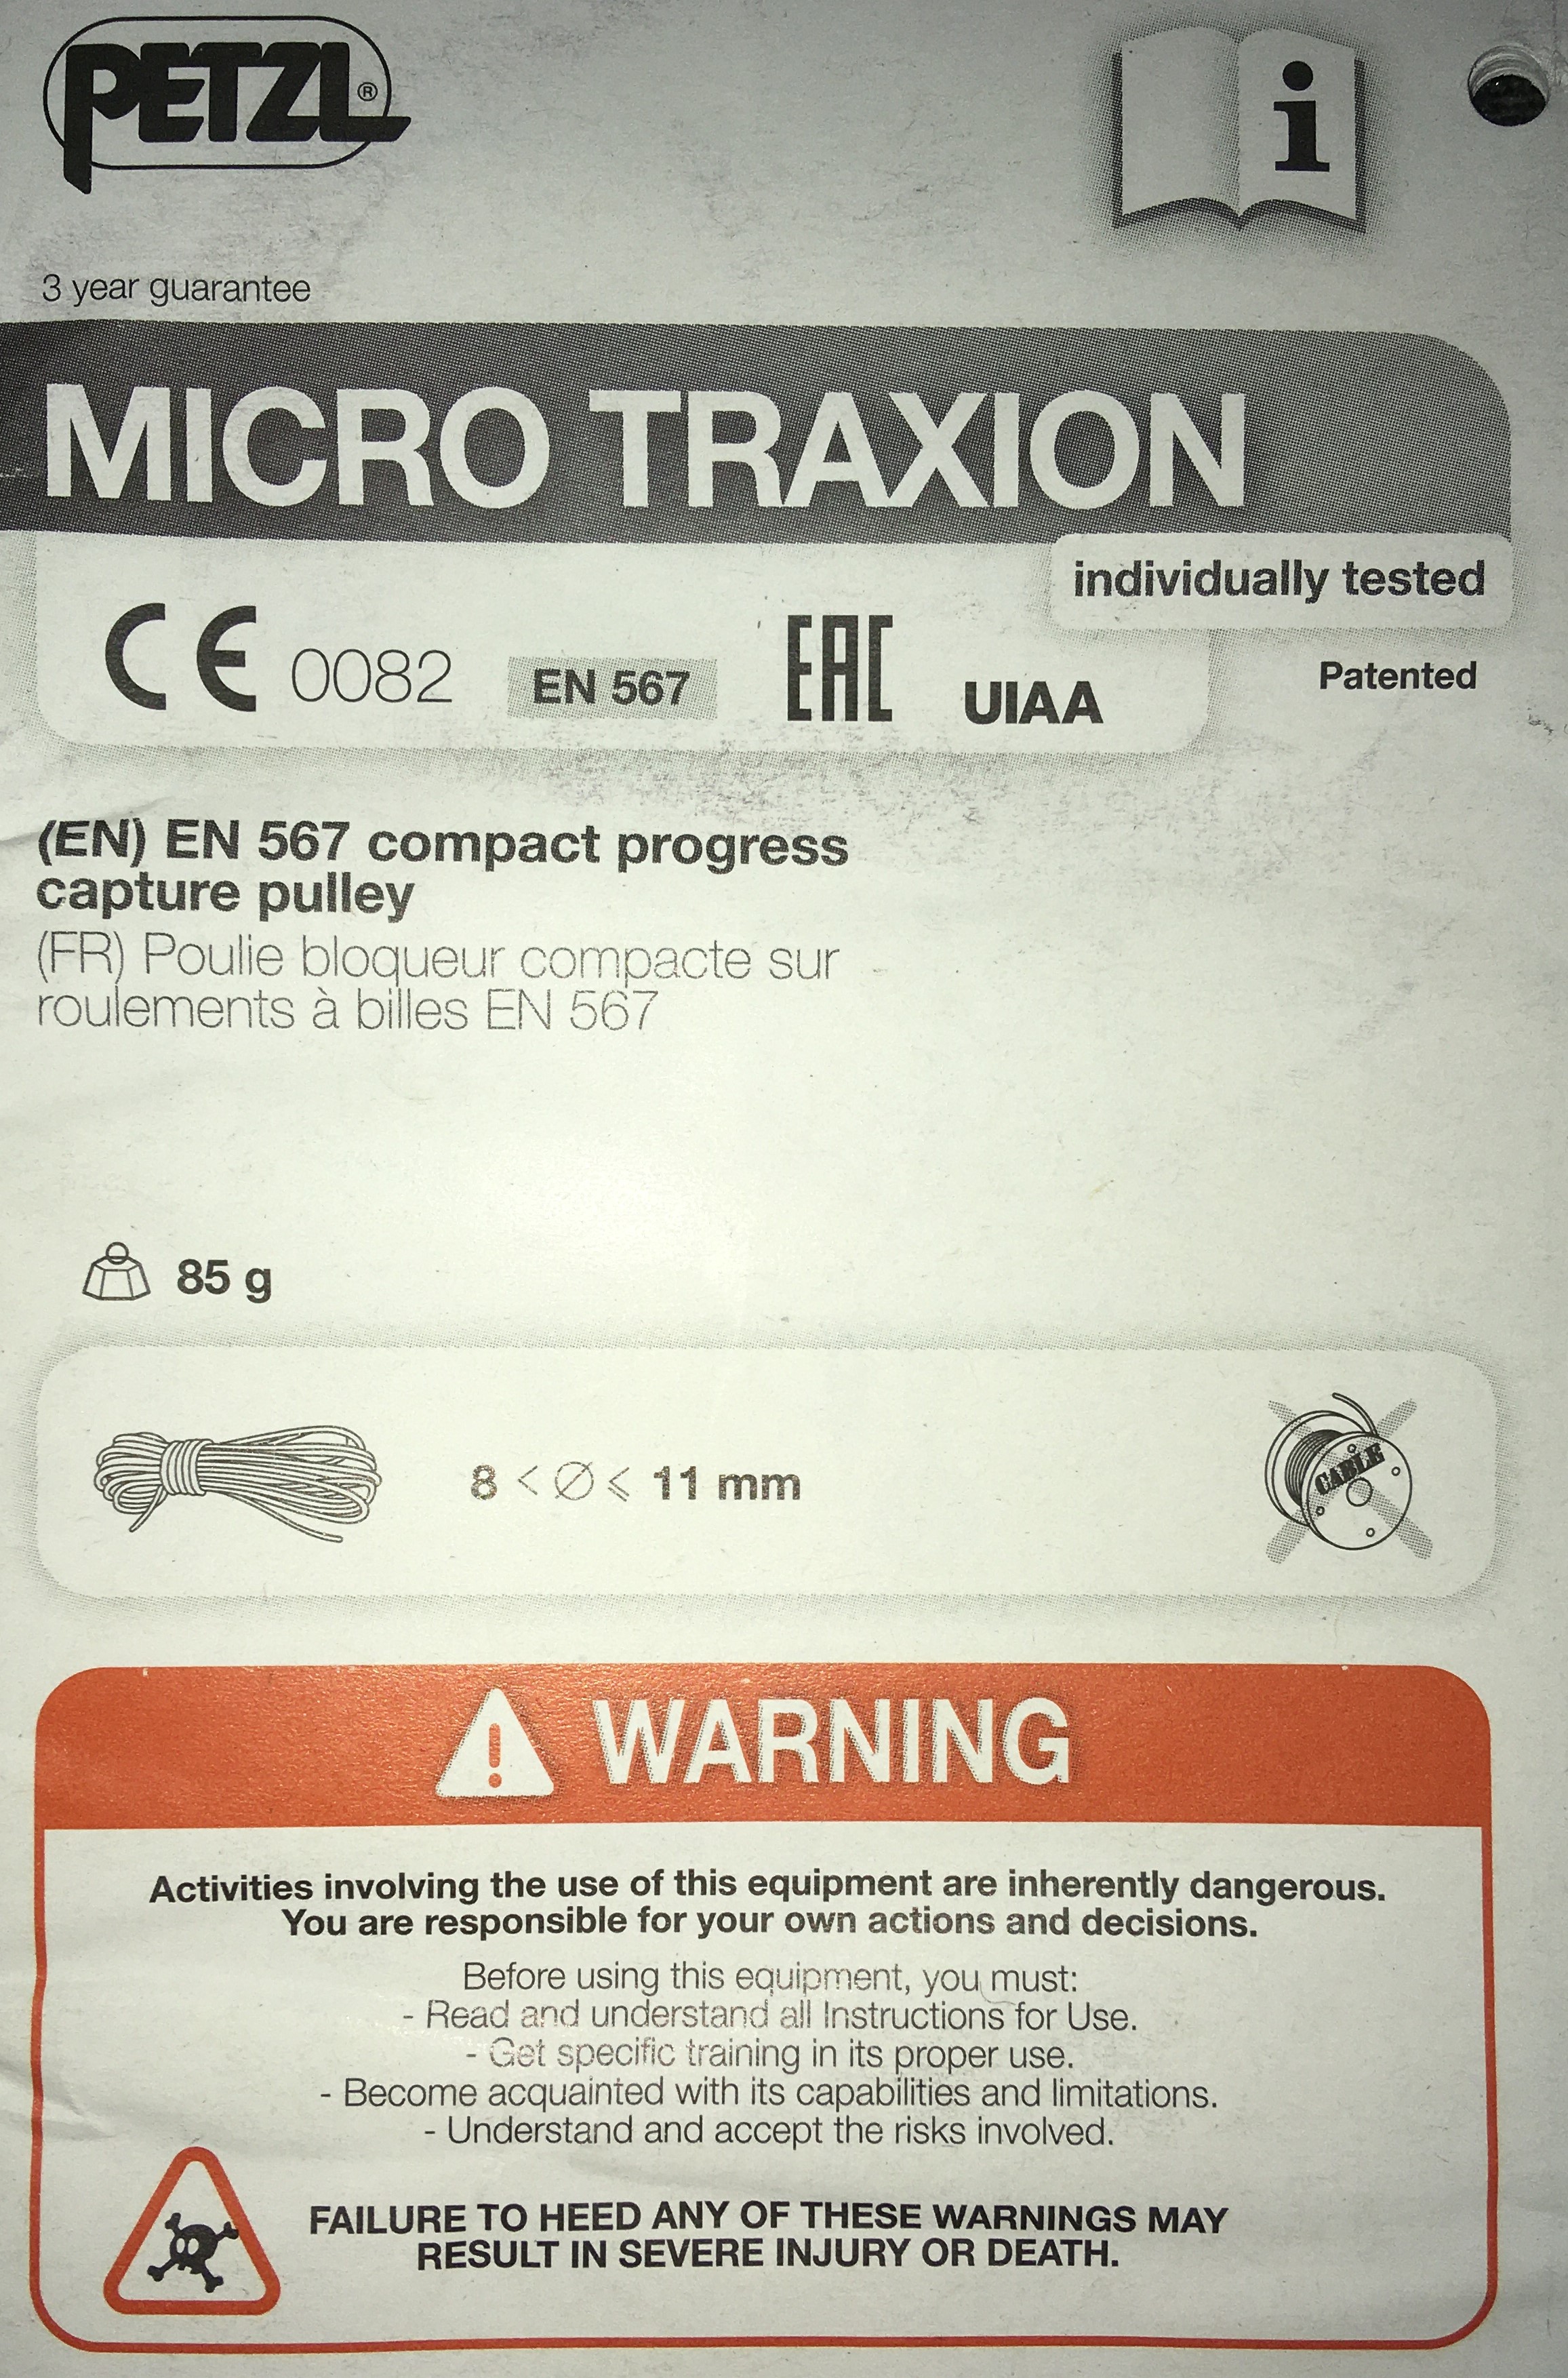 PETZL®
i
3 year guarantee
MICRO TRAXION
individually tested
CE 0082 EN 567 EAC UIAA
Patented
(EN) EN 567 compact progress
capture pulley
(FR) Poulie bloqueur compacte sur
roulements à billes EN 567
85 g
8 < ∅ ⩽ 11 mm
CABLE
! WARNING
Activities involving the use of this equipment are inherently dangerous.
You are responsible for your own actions and decisions.
Before using this equipment, you must:
- Read and understand all Instructions for Use.
- Get specific training in its proper use.
- Become acquainted with its capabilities and limitations.
- Understand and accept the risks involved.
FAILURE TO HEED ANY OF THESE WARNINGS MAY
RESULT IN SEVERE INJURY OR DEATH.